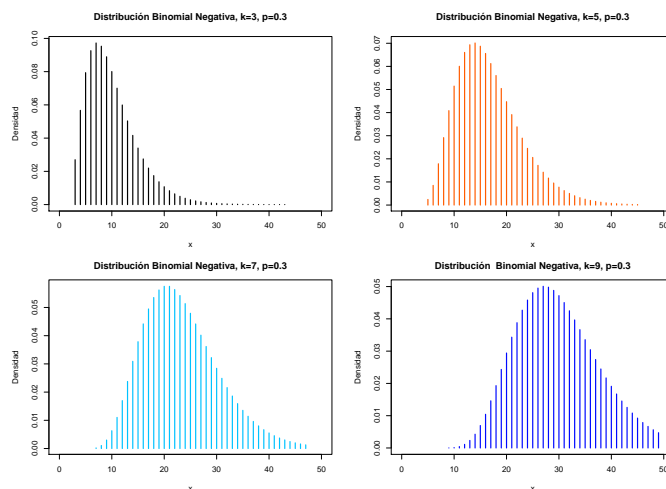 Distribución Binomial Negativa, k=3, p=0.3
Densidad
0.00 0.02 0.04 0.06 0.08 0.10
0 10 20 30 40 50
x
Distribución Binomial Negativa, k=5, p=0.3
Densidad
0.00 0.01 0.02 0.03 0.04 0.05 0.06 0.07
0 10 20 30 40 50
x
Distribución Binomial Negativa, k=7, p=0.3
Densidad
0.00 0.01 0.02 0.03 0.04 0.05
0 10 20 30 40 50
x
Distribución Binomial Negativa, k=9, p=0.3
Densidad
0.00 0.01 0.02 0.03 0.04 0.05
0 10 20 30 40 50
x